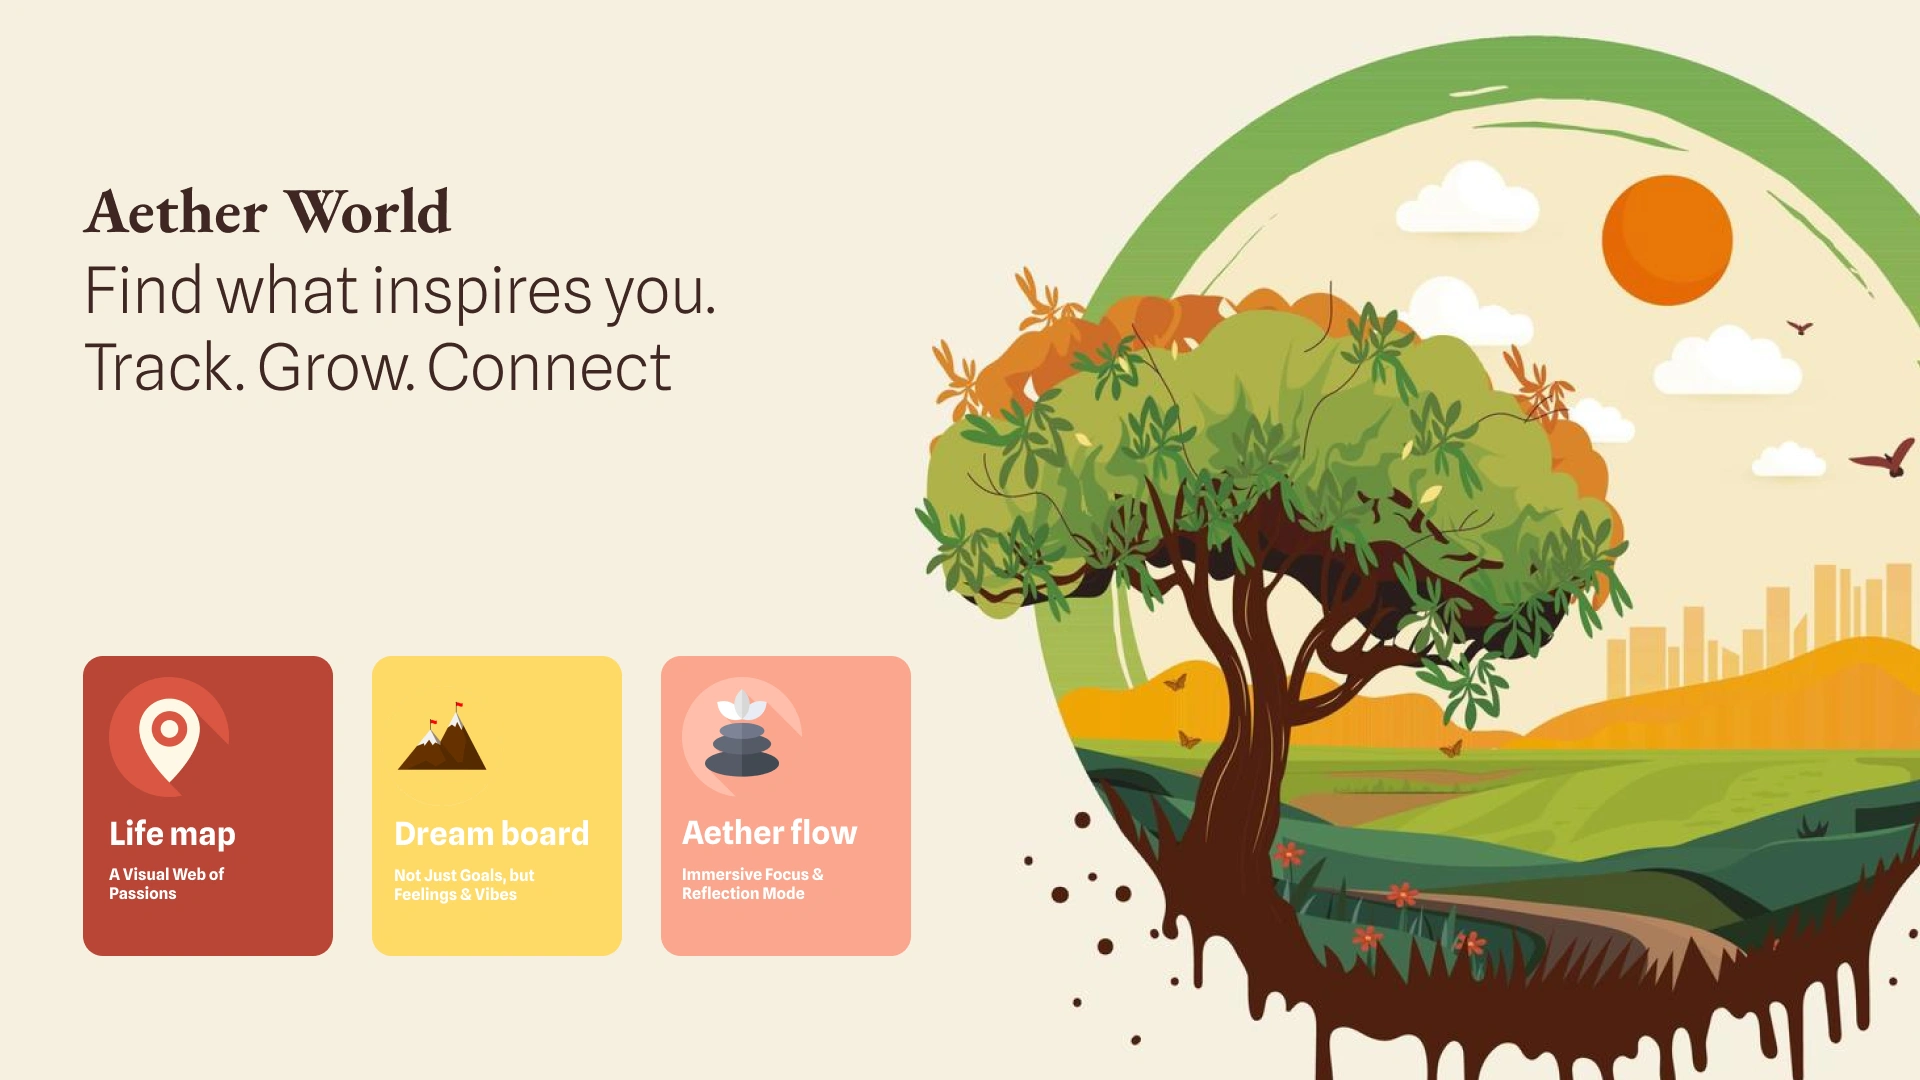 Aether World
Find what inspires you.
Track. Grow. Connect
Life map
A Visual Web of
Passions
Dream board
Not Just Goals, but
Feelings & Vibes
Aether flow
Immersive Focus &
Reflection Mode